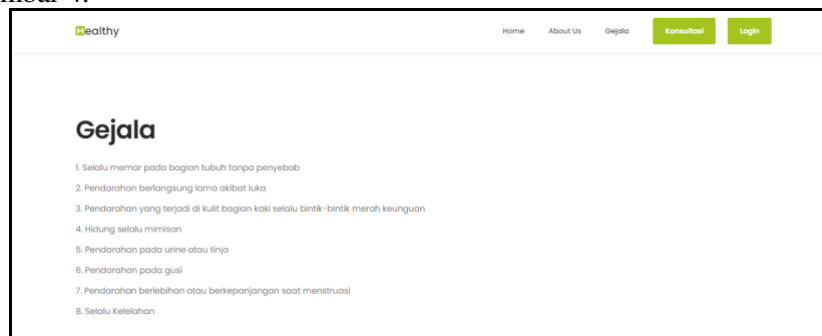 Healthy
Home About Us Gejala Konsultasi Login
Gejala
1. Selalu memar pada bagian tubuh tanpa penyebab
2. Pendarahan berlangsung lama akibat luka
3. Pendarahan yang terjadi di kulit bagian kaki selalu bintik-bintik merah keunguan
4. Hidung selalu mimisan
5. Pendarahan pada urine atau tinja
6. Pendarahan pada gusi
7. Pendarahan berlebihan atau berkepanjangan saat menstruasi
8. Selalu Kelelahan